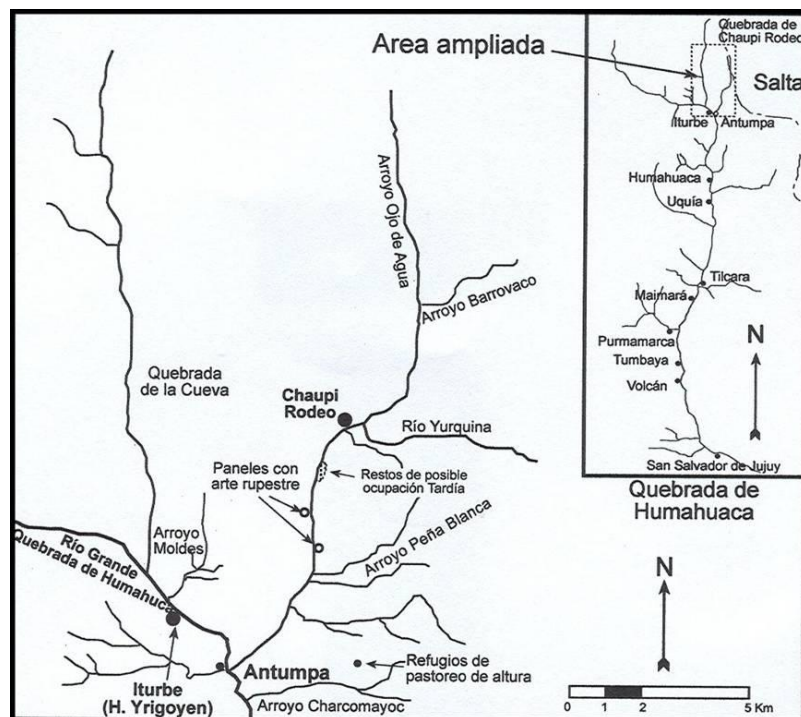 Area ampliada
Quebrada de
Chaupi Rodeo
Salta
Iturbe
Antumpa
Humahuaca
Uquía
Tilcara
Maimará
Purmamarca
Tumbaya
Volcán
N
San Salvador de Jujuy
Quebrada de
Humahuaca
Arroyo Ojo de Agua
Arroyo Barrovaco
Quebrada
de la Cueva
Chaupi
Rodeo
Río Yurquina
Paneles con
arte rupestre
Restos de posible
ocupación Tardía
Arroyo
Moldes
Arroyo Peña Blanca
Río Grande
Quebrada de Humahuca
N
Iturbe
(H. Yrigoyen)
Antumpa
Refugios de
pastoreo de altura
Arroyo Charcomayoc
0 1 2 5 Km